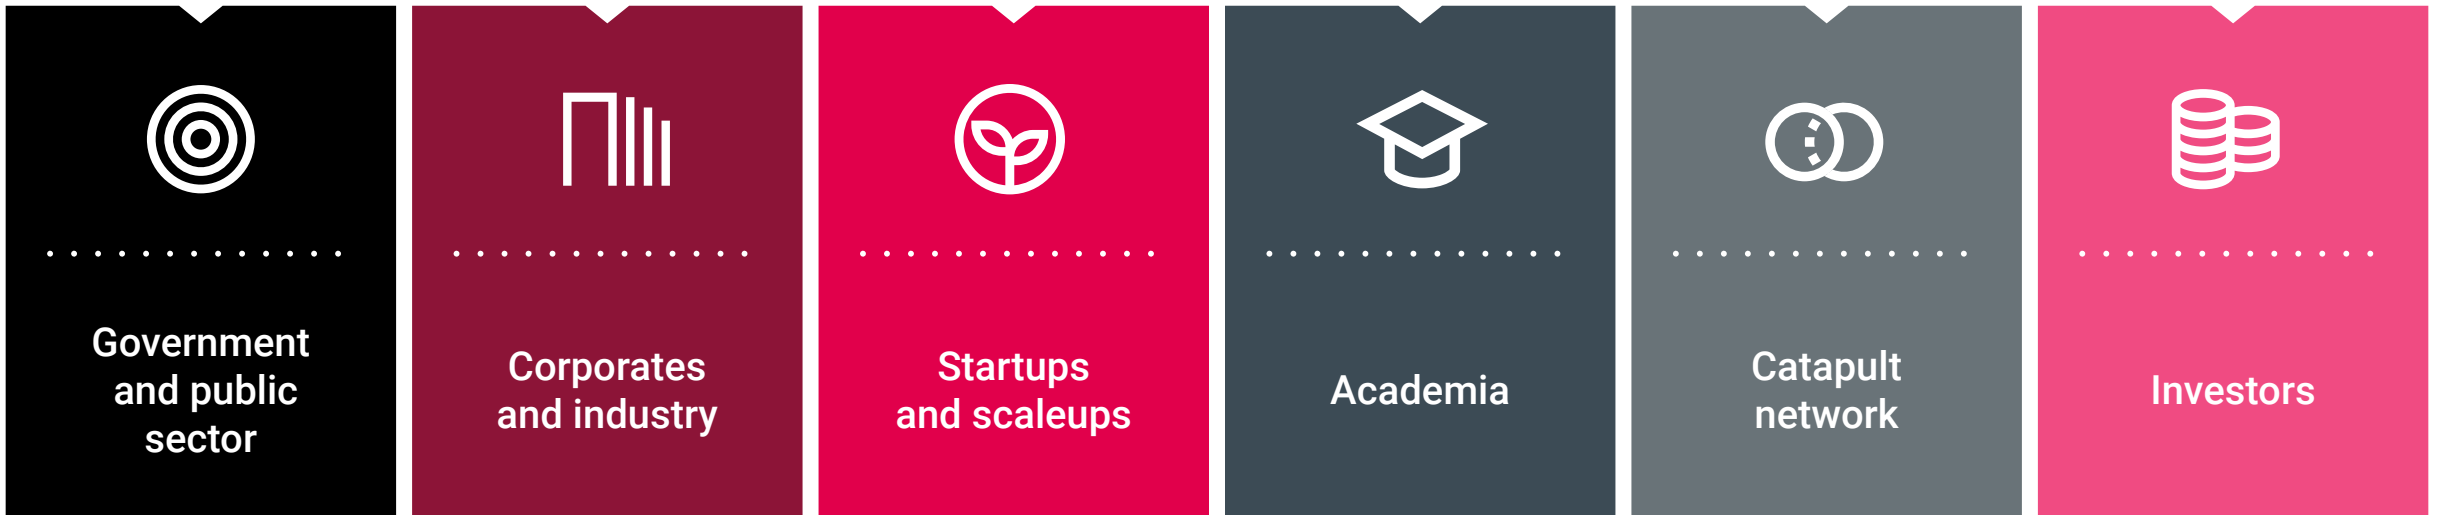 Government
and public
sector
Corporates
and industry
Startups
and scaleups
Academia
Catapult
network
Investors